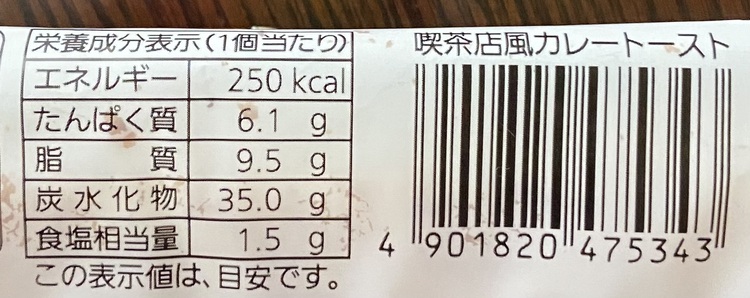 栄養成分表示(1個当たり)
エネルギー 250 kcal
たんぱく質 6.1 g
脂質 9.5 g
炭水化物 35.0 g
食塩相当量 1.5 g
この表示値は、目安です。
喫茶店風カレートースト
4 901820 475343